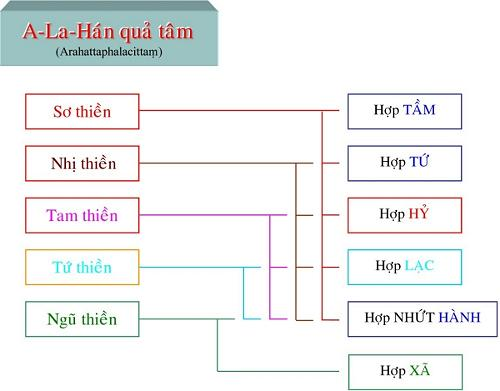 A-La-Hán quả tâm
(Arahattaphalacittaṃ)
Sơ thiền
Hợp TẦM
Nhị thiền
Hợp TỨ
Tam thiền
Hợp HỶ
Tứ thiền
Hợp LẠC
Ngũ thiền
Hợp NHỨT HÀNH
Hợp XÃ